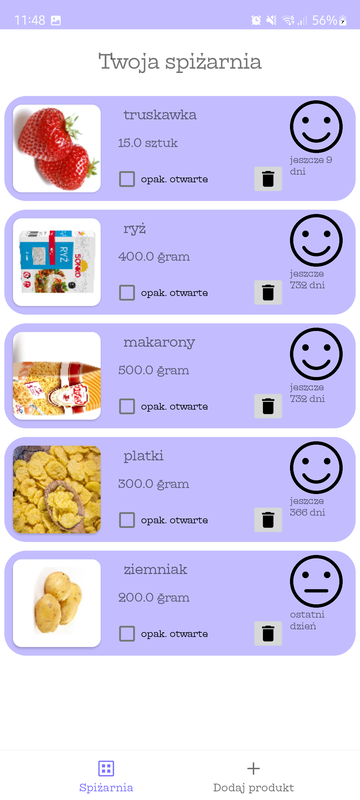 11:48 56%
Twoja spiżarnia
truskawka
15.0 sztuk
opak. otwarte
jeszcze 9
dni
RYŻ
SONKO
ryż
400.0 gram
opak. otwarte
jeszcze
732 dni
makarony
500.0 gram
opak. otwarte
jeszcze
732 dni
platki
300.0 gram
opak. otwarte
jeszcze
366 dni
ziemniak
200.0 gram
opak. otwarte
ostatni
dzień
Spiżarnia
Dodaj produkt